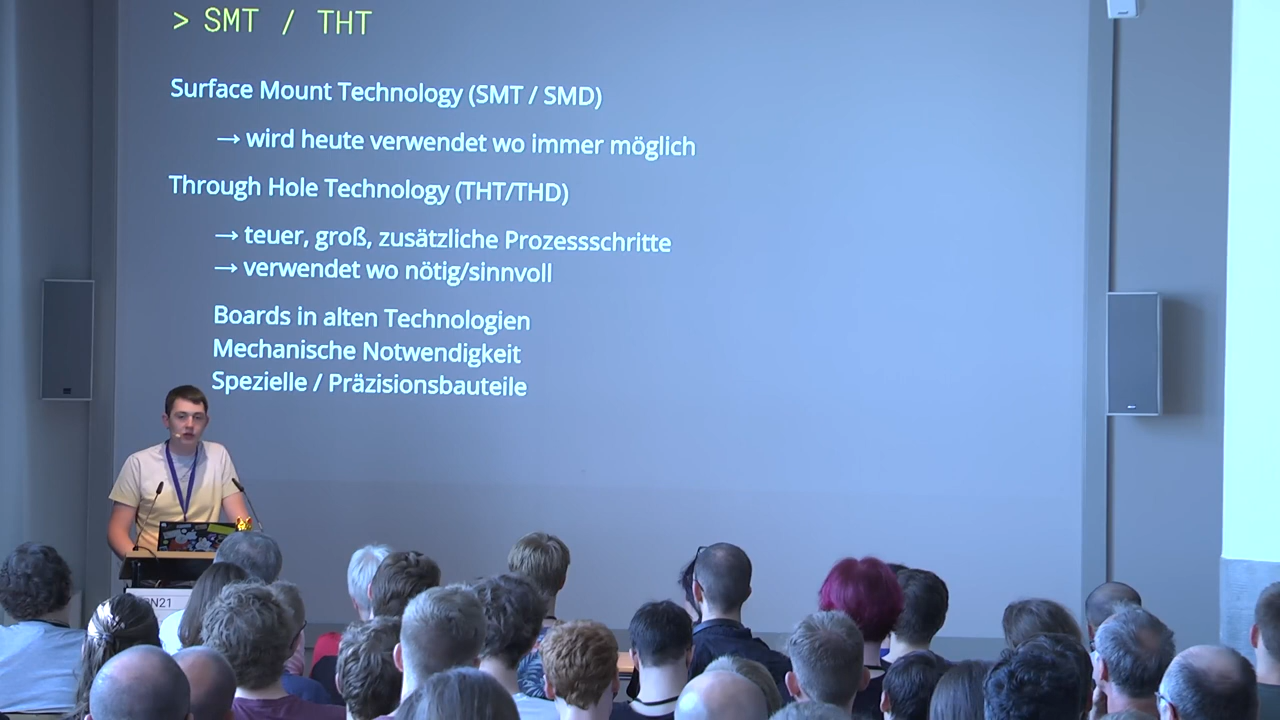 > SMT / THT
Surface Mount Technology (SMT / SMD)
→ wird heute verwendet wo immer möglich
Through Hole Technology (THT/THD)
→ teuer, groß, zusätzliche Prozessschritte
→ verwendet wo nötig/sinnvoll
Boards in alten Technologien
Mechanische Notwendigkeit
Spezielle / Präzisionsbauteile